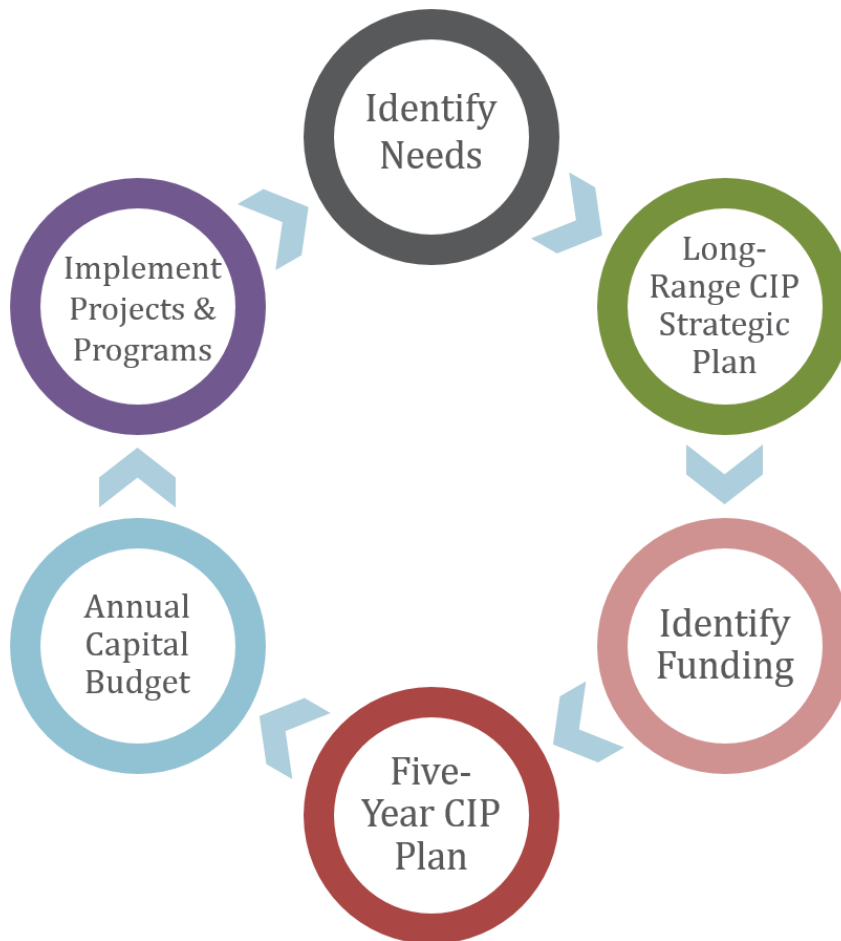 Identify
Needs
Long-
Range CIP
Strategic
Plan
Identify
Funding
Five-
Year CIP
Plan
Annual
Capital
Budget
Implement
Projects &
Programs